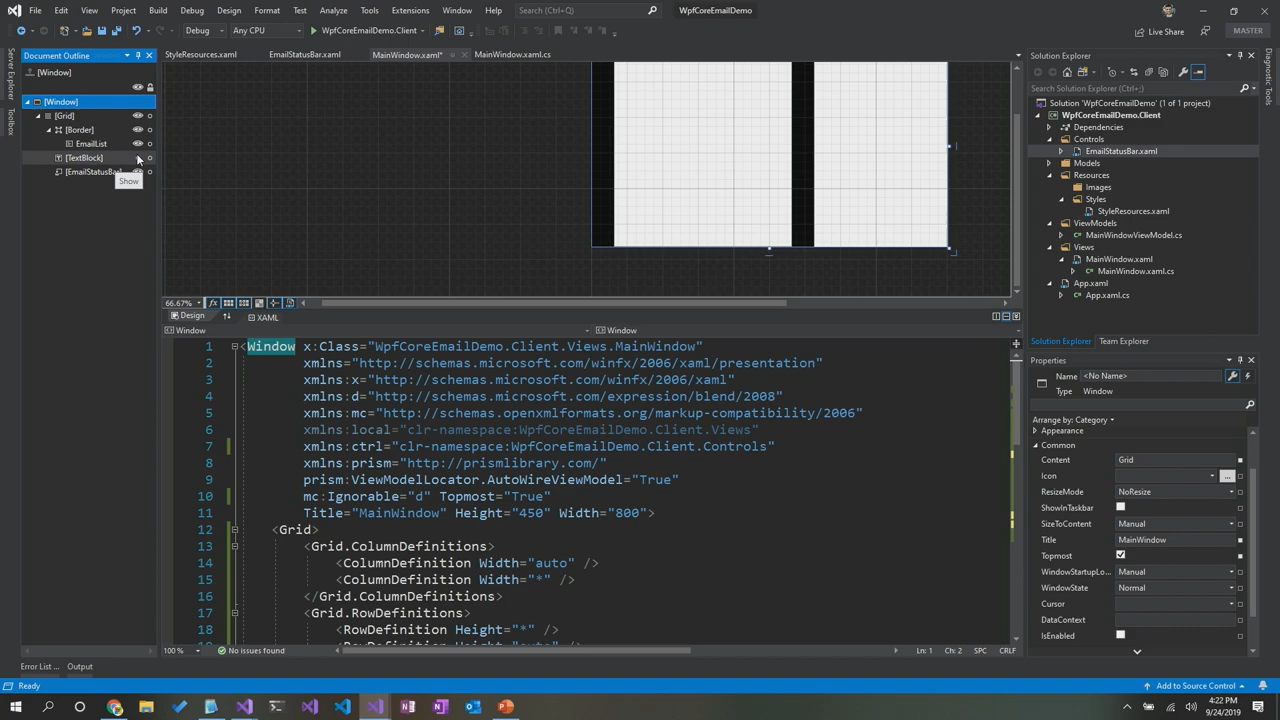 File Edit View Project Build Debug Design Format Test Analyze Tools Extensions Window Help Search (Ctrl+Q) WpfCoreEmailDemo
Debug Any CPU WpfCoreEmailDemo.Client Live Share MASTER
Server Explorer
Toolbox
Document Outline
[Window]
[Window]
[Grid]
[Border]
EmailList
[TextBlock]
[EmailStatusBar]
Show
StyleResources.xaml EmailStatusBar.xaml MainWindow.xaml* MainWindow.xaml.cs
66.67%
Design XAML
Window Window
1 <Window x:Class="WpfCoreEmailDemo.Client.Views.MainWindow"
2 xmlns="http://schemas.microsoft.com/winfx/2006/xaml/presentation"
3 xmlns:x="http://schemas.microsoft.com/winfx/2006/xaml"
4 xmlns:d="http://schemas.microsoft.com/expression/blend/2008"
5 xmlns:mc="http://schemas.openxmlformats.org/markup-compatibility/2006"
6 xmlns:local="clr-namespace:WpfCoreEmailDemo.Client.Views"
7 xmlns:ctrl="clr-namespace:WpfCoreEmailDemo.Client.Controls"
8 xmlns:prism="http://prismlibrary.com/"
9 prism:ViewModelLocator.AutoWireViewModel="True"
10 mc:Ignorable="d" Topmost="True"
11 Title="MainWindow" Height="450" Width="800">
12 <Grid>
13 <Grid.ColumnDefinitions>
14 <ColumnDefinition Width="auto" />
15 <ColumnDefinition Width="*" />
16 </Grid.ColumnDefinitions>
17 <Grid.RowDefinitions>
18 <RowDefinition Height="*" />
100 % No issues found Ln: 1 Ch: 2 SPC CRLF
Solution Explorer
Search Solution Explorer (Ctrl+;)
Solution 'WpfCoreEmailDemo' (1 of 1 project)
WpfCoreEmailDemo.Client
Dependencies
Controls
EmailStatusBar.xaml
Models
Resources
Images
Styles
StyleResources.xaml
ViewModels
MainWindowViewModel.cs
Views
MainWindow.xaml
MainWindow.xaml.cs
App.xaml
App.xaml.cs
Solution Explorer Team Explorer
Properties
Name <No Name>
Type Window
Arrange by: Category
Appearance
Common
Content Grid
Icon ...
ResizeMode NoResize
ShowInTaskbar
SizeToContent Manual
Title MainWindow
Topmost
WindowStartupLo... Manual
WindowState Normal
Cursor
DataContext
IsEnabled
Diagnostic Tools
Error List ... Output
Ready Add to Source Control
4:22 PM
9/24/2019